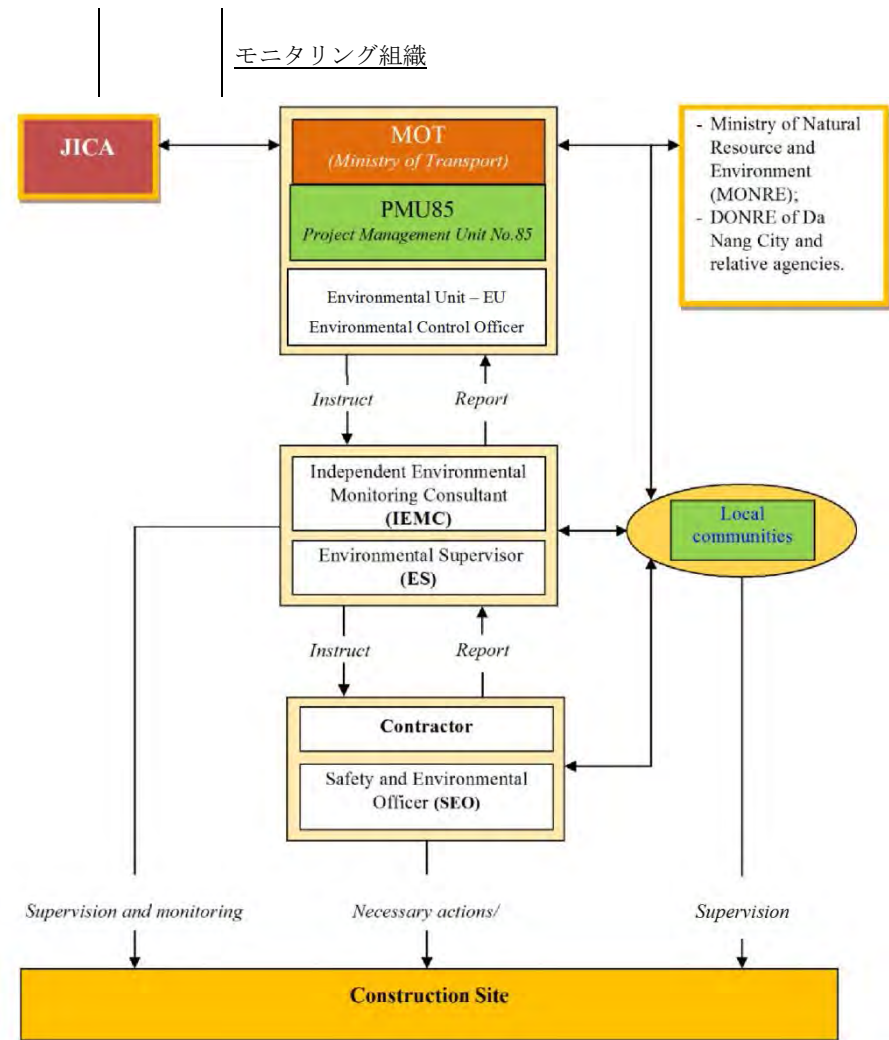 モニタリング組織
JICA
MOT
(Ministry of Transport)
PMU85
Project Management Unit No.85
Environmental Unit – EU
Environmental Control Officer
- Ministry of Natural
Resource and
Environment
(MONRE);
- DONRE of Da
Nang City and
relative agencies.
Instruct
Report
Independent Environmental
Monitoring Consultant
(IEMC)
Environmental Supervisor
(ES)
Local
communities
Instruct
Report
Contractor
Safety and Environmental
Officer (SEO)
Supervision and monitoring
Necessary actions/
Supervision
Construction Site